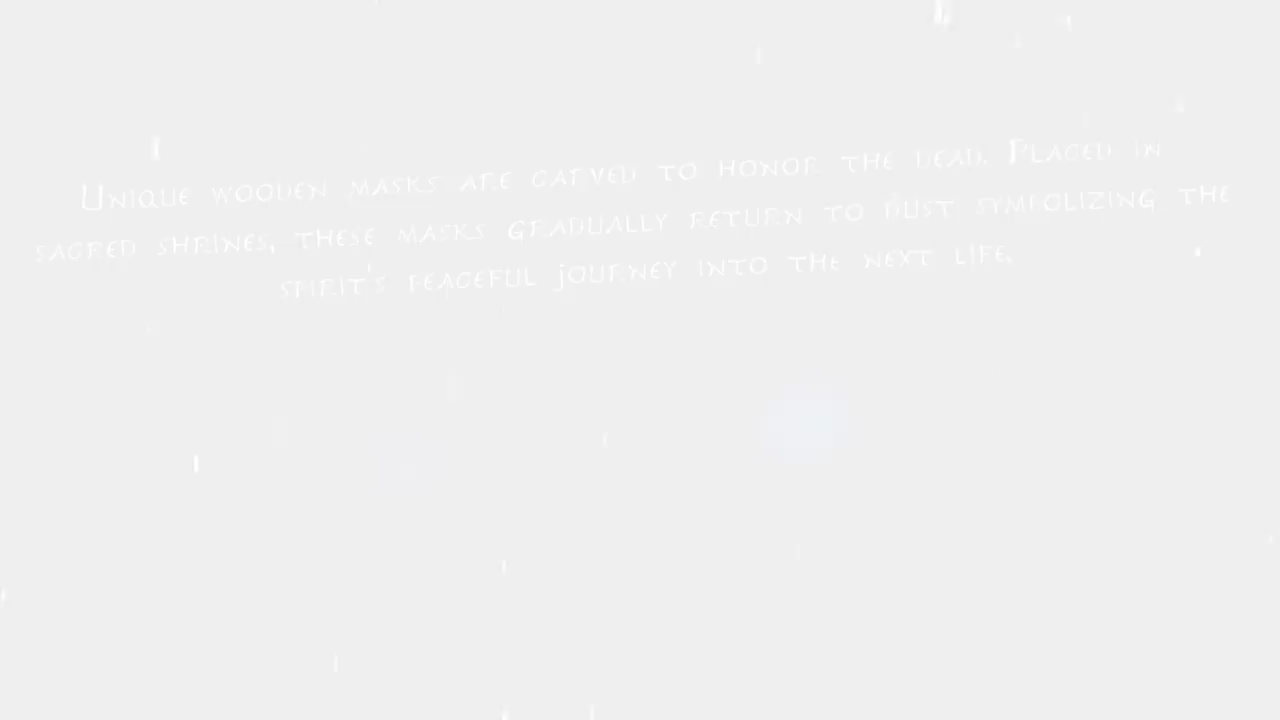 Unique wooden masks are carved to honor the dead. Placed in
sacred shrines, these masks gradually return to dust symbolizing the
spirit's peaceful journey into the next life.